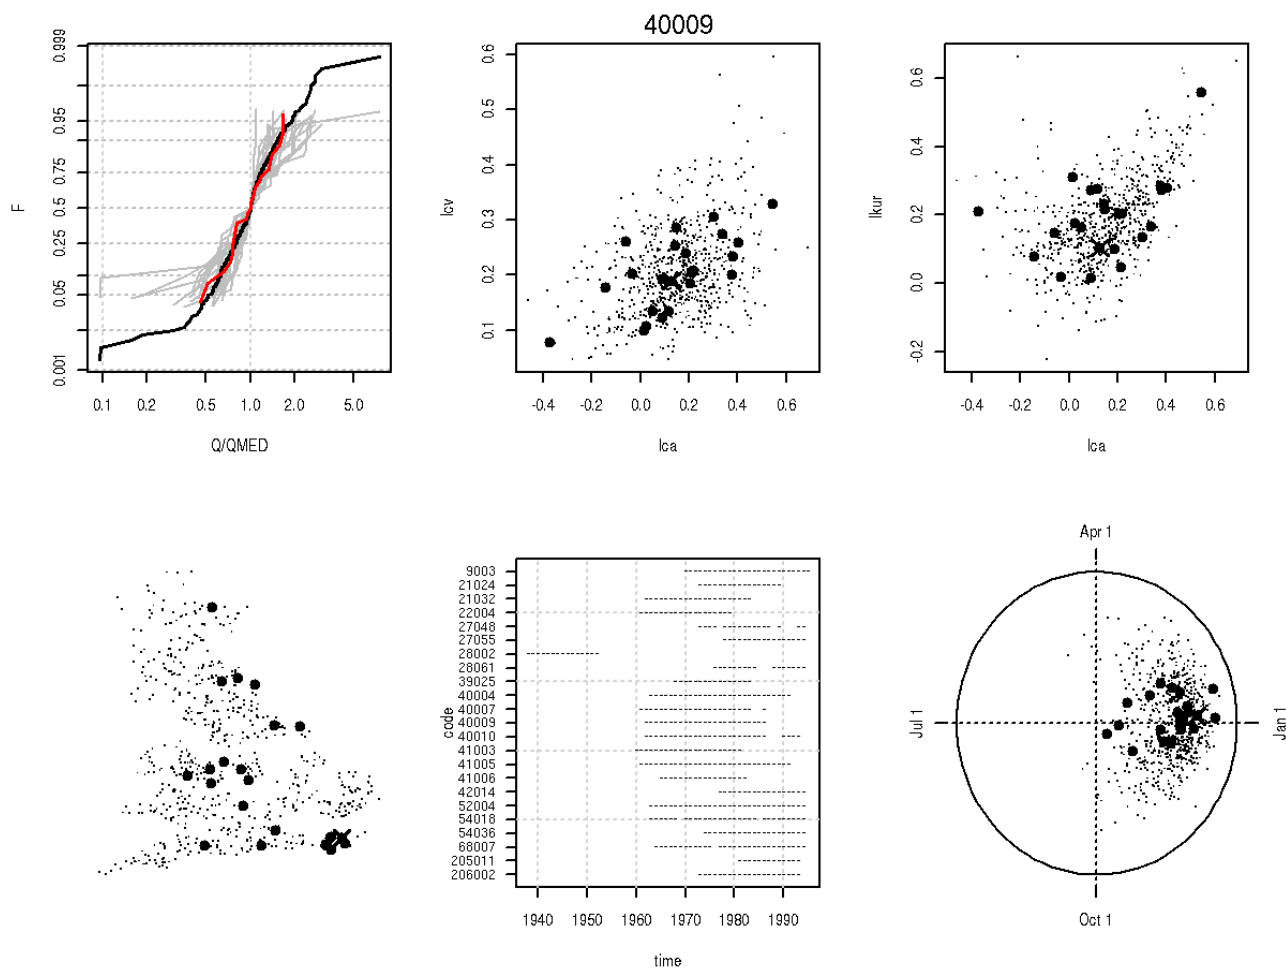 40009
0.999
0.95
0.75
0.5
0.25
0.05
0.001
F
0.1 0.2 0.5 1.0 2.0 5.0
Q/QMED
0.6
0.5
0.4
0.3
0.2
0.1
lcv
-0.4 -0.2 0.0 0.2 0.4 0.6
lca
0.6
0.4
0.2
0.0
-0.2
lkur
-0.4 -0.2 0.0 0.2 0.4 0.6
lca
9003
21024
21032
22004
27048
27055
28002
28061
39025
40004
40007
40009
40010
41003
41005
41006
42014
52004
54018
54036
68007
205011
206002
code
1940 1950 1960 1970 1980 1990
time
Apr 1
Jul 1
Jan 1
Oct 1